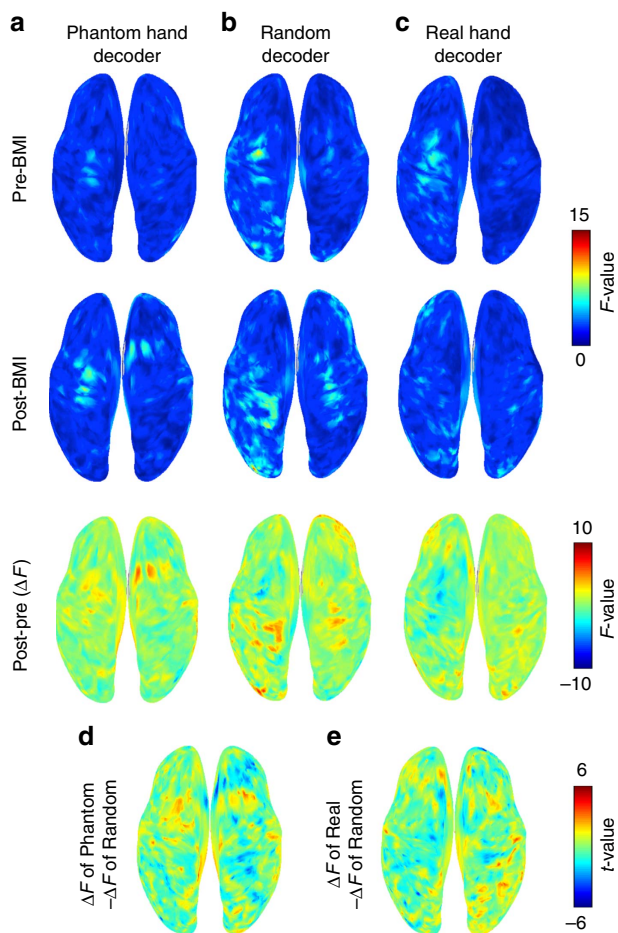 a
Phantom hand
decoder
b
Random
decoder
c
Real hand
decoder
Pre-BMI
15
F-value
0
Post-BMI
10
F-value
–10
Post-pre (ΔF)
d
ΔF of Phantom
–ΔF of Random
e
ΔF of Real
–ΔF of Random
6
t-value
–6